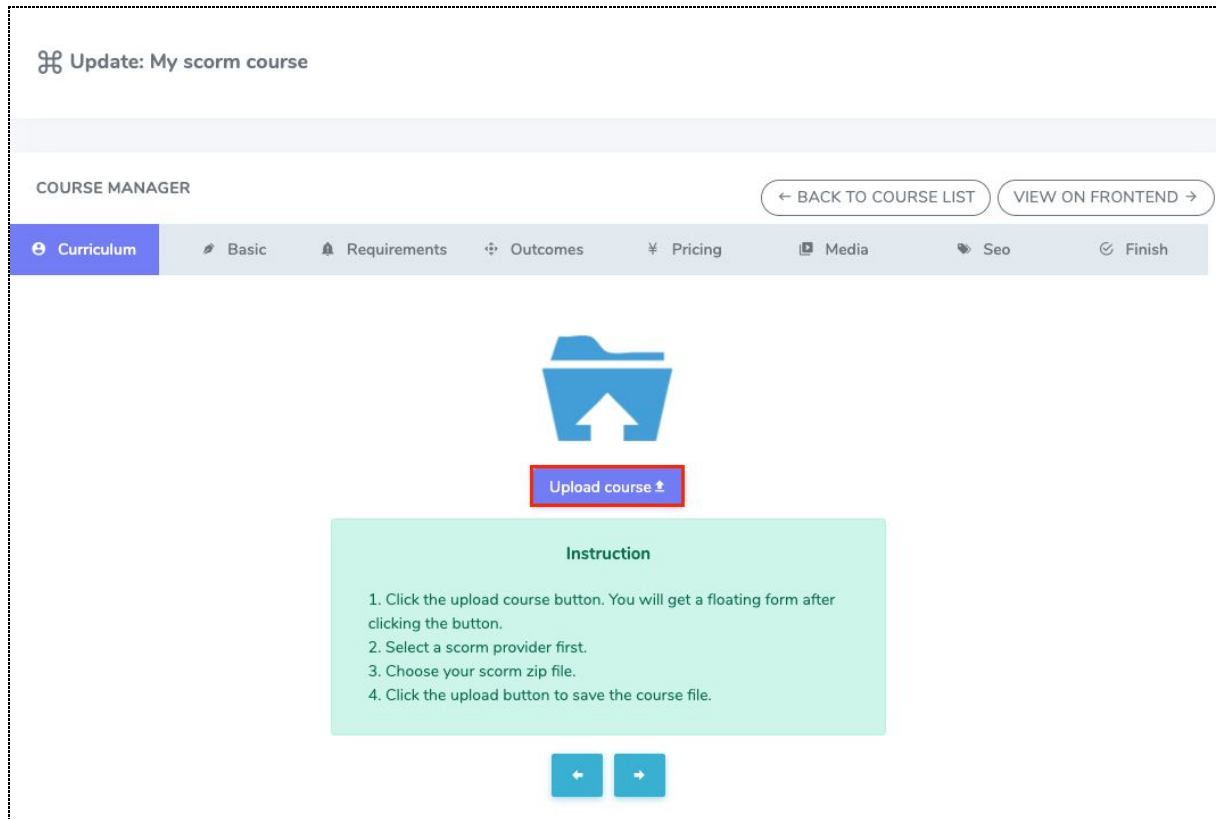 Update: My scorm course
COURSE MANAGER
← BACK TO COURSE LIST
VIEW ON FRONTEND →
Curriculum
Basic
Requirements
Outcomes
¥ Pricing
Media
Seo
Finish
Upload course
Instruction
1. Click the upload course button. You will get a floating form after
clicking the button.
2. Select a scorm provider first.
3. Choose your scorm zip file.
4. Click the upload button to save the course file.